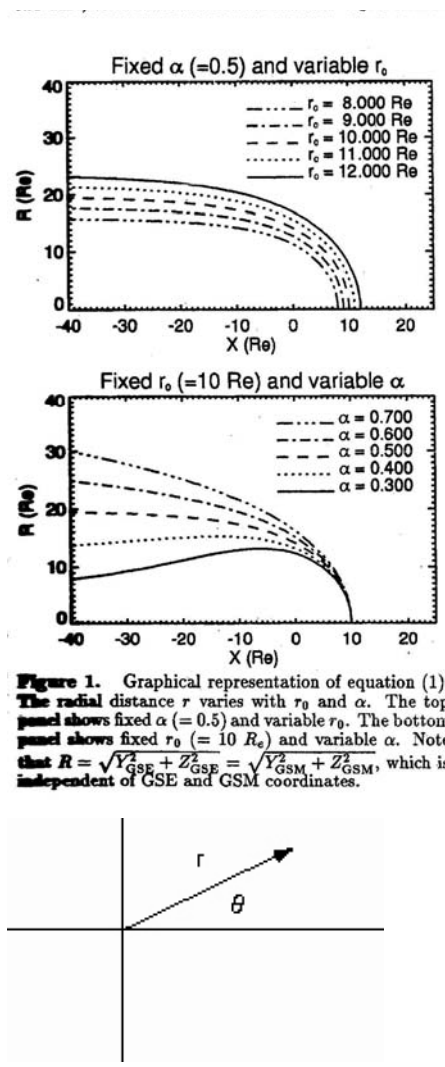 Fixed α (=0.5) and variable r₀
40
30
20
10
0
R (Re)
r₀ = 8.000 Re
r₀ = 9.000 Re
r₀ = 10.000 Re
r₀ = 11.000 Re
r₀ = 12.000 Re
-40 -30 -20 -10 0 10 20
X (Re)
Fixed r₀ (=10 Re) and variable α
40
30
20
10
0
R (Re)
α = 0.700
α = 0.600
α = 0.500
α = 0.400
α = 0.300
-40 -30 -20 -10 0 10 20
X (Re)
Figure 1. Graphical representation of equation (1)
The radial distance r varies with r₀ and α. The top
panel shows fixed α (= 0.5) and variable r₀. The bottom
panel shows fixed r₀ (= 10 Rₑ) and variable α. Note
that R = √(Y²GSE + Z²GSE) = √(Y²GSM + Z²GSM), which is
independent of GSE and GSM coordinates.
r
θ